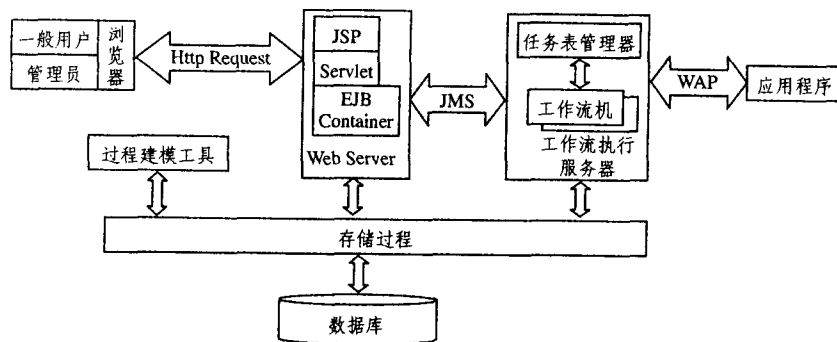 一般用户
管理员
浏览器
Http Request
JSP
Servlet
EJB
Container
Web Server
JMS
任务表管理器
工作流机
工作流执行
服务器
WAP
应用程序
过程建模工具
存储过程
数据库